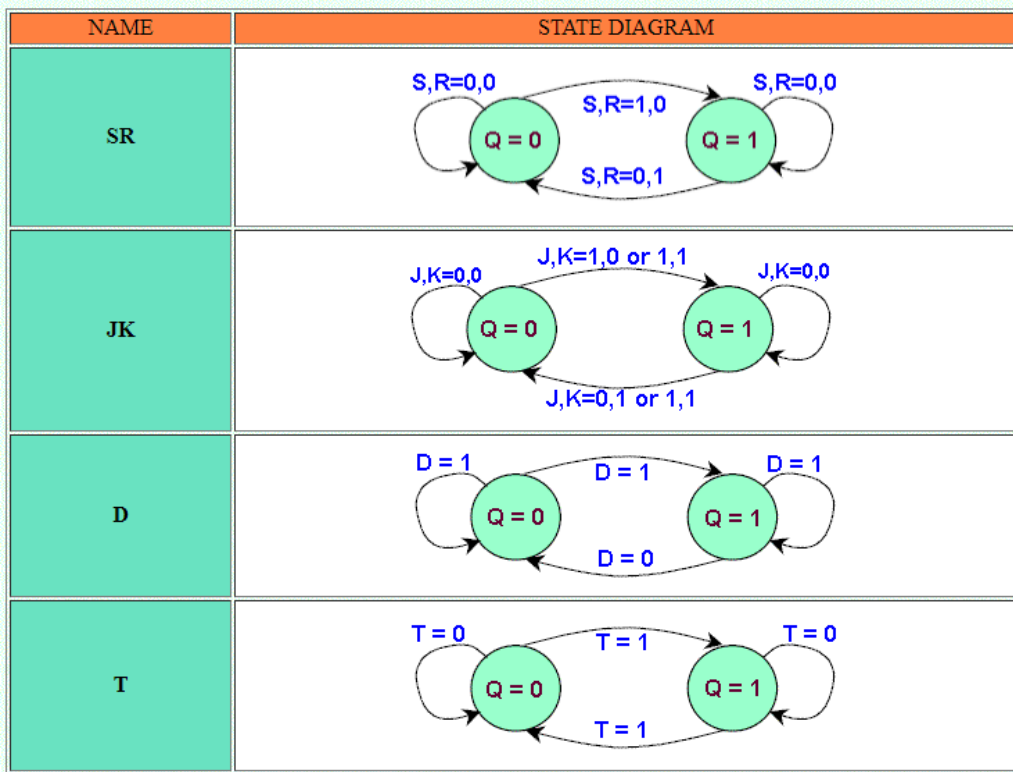 NAME
STATE DIAGRAM
SR
S,R=0,0
S,R=1,0
S,R=0,0
Q = 0
Q = 1
S,R=0,1
JK
J,K=0,0
J,K=1,0 or 1,1
J,K=0,0
Q = 0
Q = 1
J,K=0,1 or 1,1
D
D = 1
D = 1
D = 1
Q = 0
Q = 1
D = 0
T
T = 0
T = 1
T = 0
Q = 0
Q = 1
T = 1